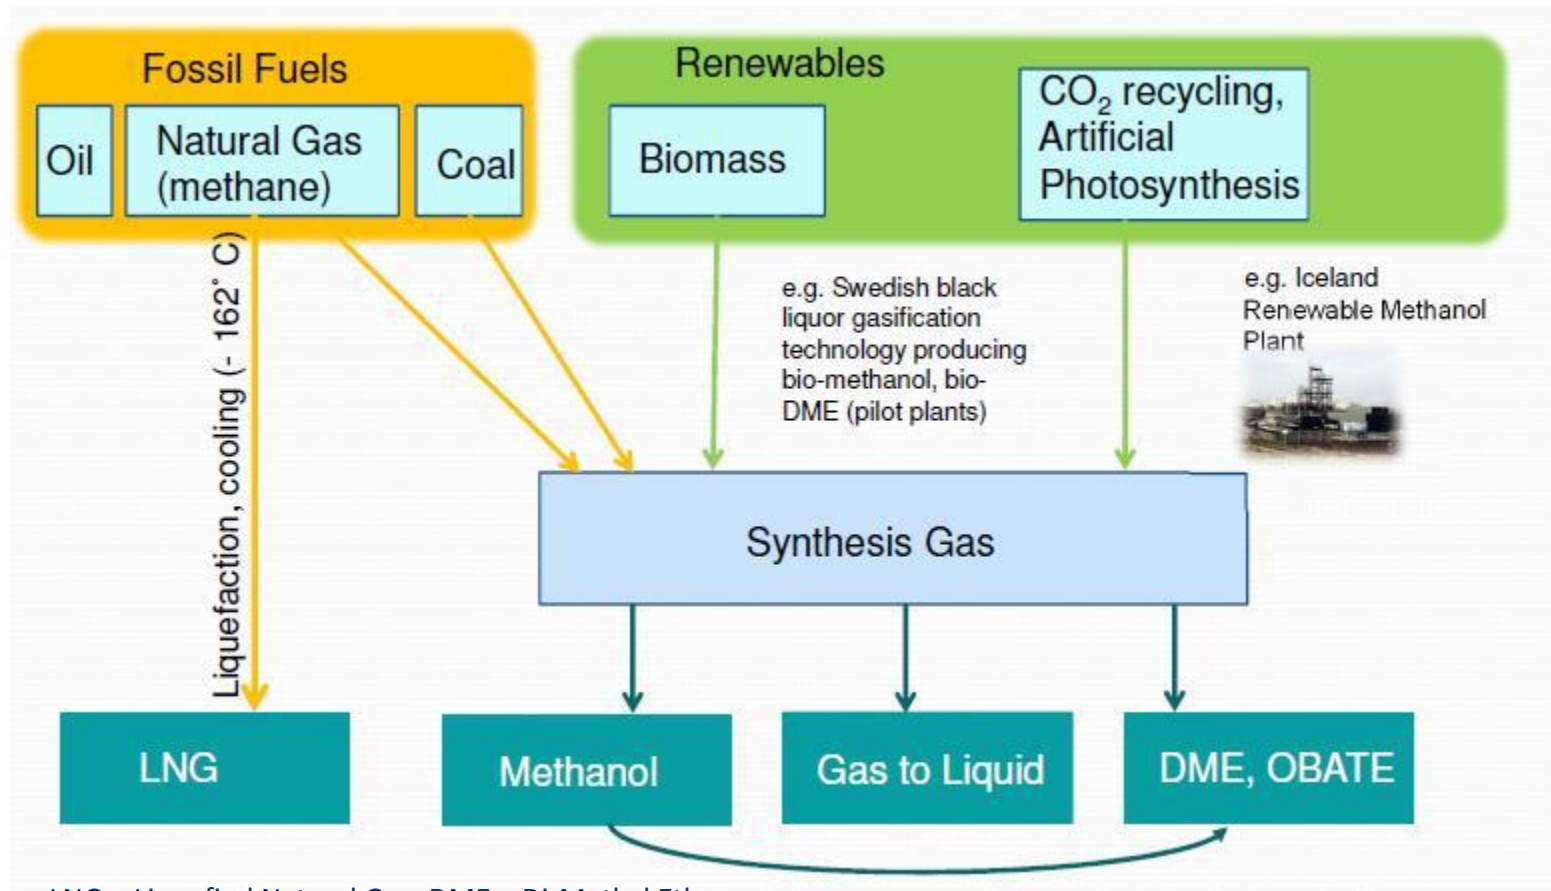 Fossil Fuels
Oil
Natural Gas
(methane)
Coal
Renewables
Biomass
CO₂ recycling,
Artificial
Photosynthesis
Liquefaction, cooling (- 162° C)
e.g. Swedish black
liquor gasification
technology producing
bio-methanol, bio-
DME (pilot plants)
e.g. Iceland
Renewable Methanol
Plant
Synthesis Gas
LNG
Methanol
Gas to Liquid
DME, OBATE